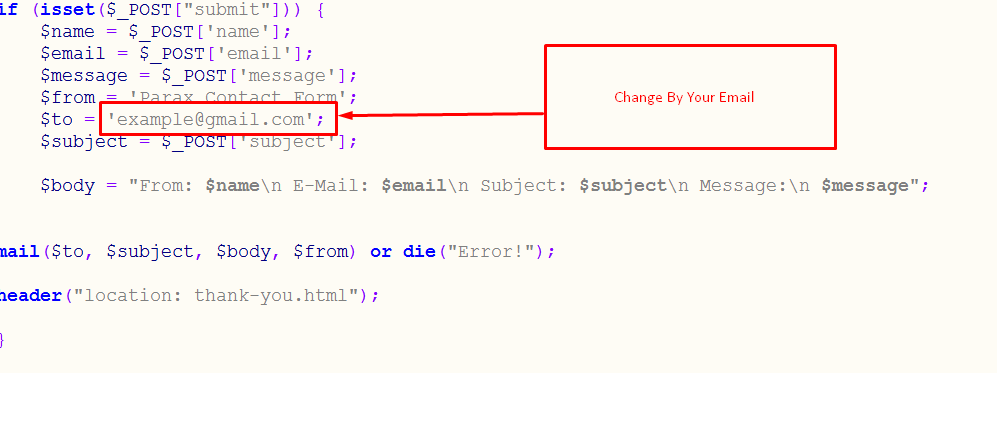 if (isset($_POST["submit"])) {
$name = $_POST['name'];
$email = $_POST['email'];
$message = $_POST['message'];
$from = 'Parax Contact Form';
$to = 'example@gmail.com';
$subject = $_POST['subject'];
Change By Your Email
$body = "From: $name\n E-Mail: $email\n Subject: $subject\n Message:\n $message";
mail($to, $subject, $body, $from) or die("Error!");
header("location: thank-you.html");
}